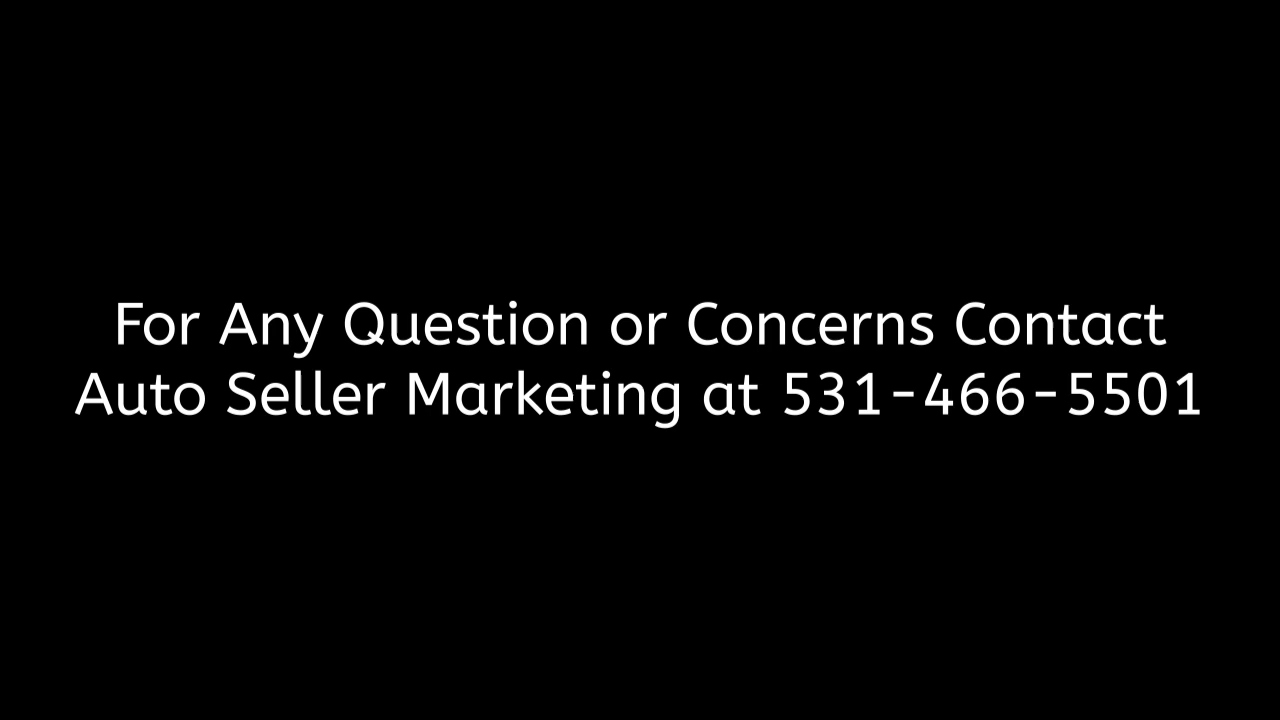 For Any Question or Concerns Contact
Auto Seller Marketing at 531-466-5501